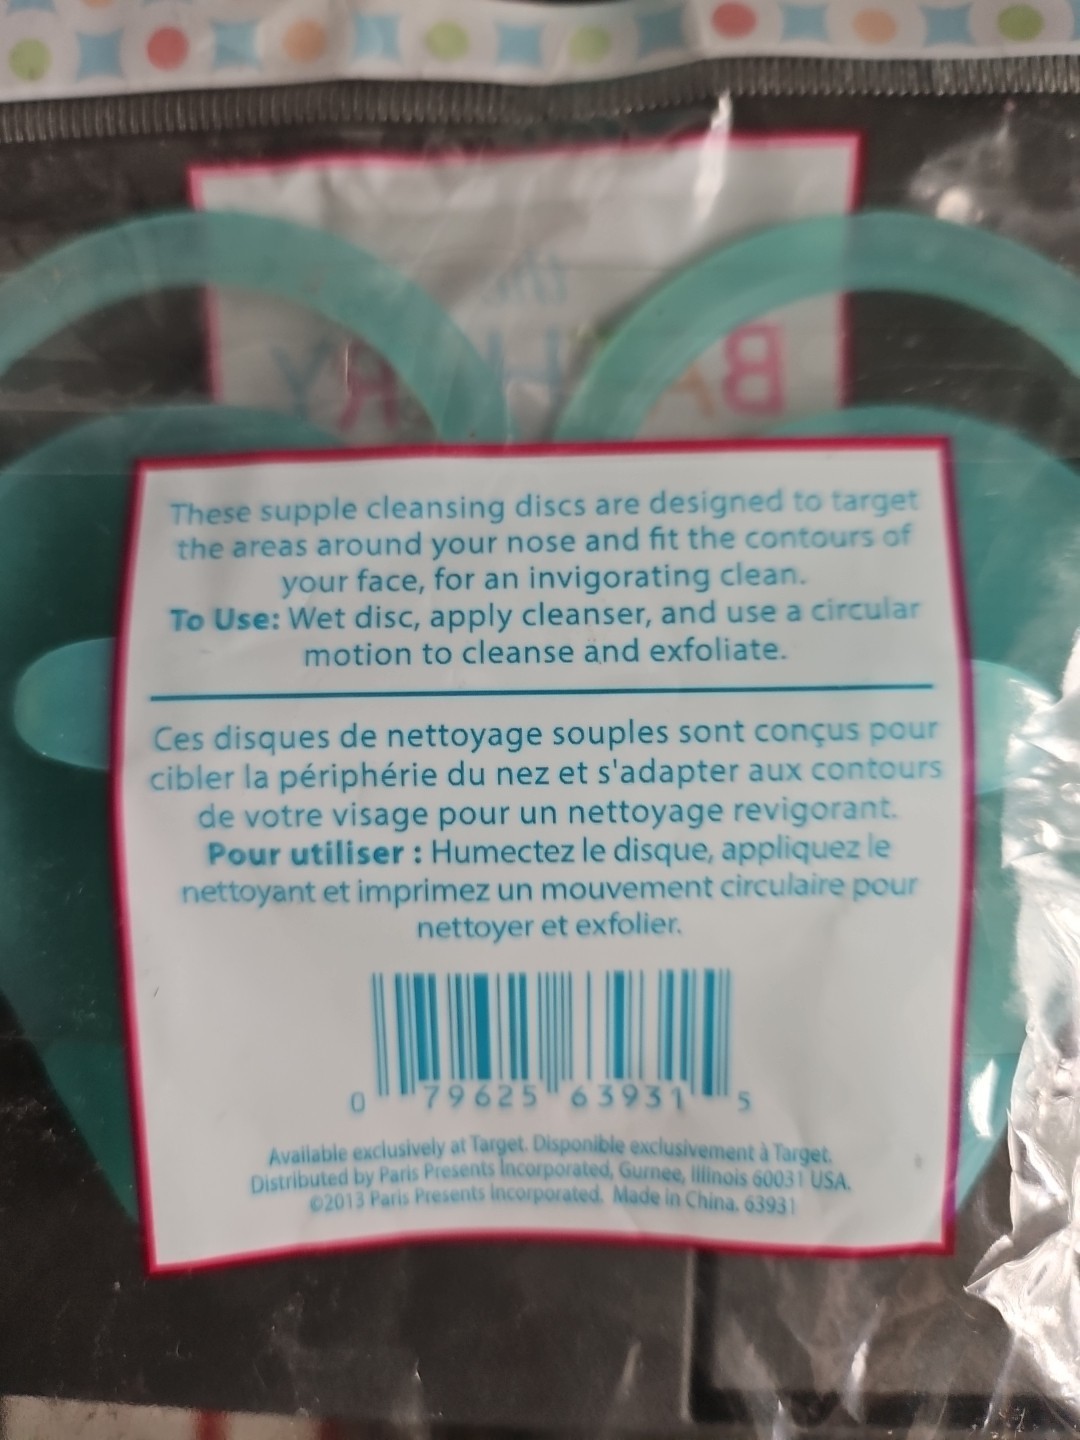 the
These supple cleansing discs are designed to target
the areas around your nose and fit the contours of
your face, for an invigorating clean.
To Use: Wet disc, apply cleanser, and use a circular
motion to cleanse and exfoliate.
Ces disques de nettoyage souples sont conçus pour
cibler la périphérie du nez et s'adapter aux contours
de votre visage pour un nettoyage revigorant.
Pour utiliser : Humectez le disque, appliquez le
nettoyant et imprimez un mouvement circulaire pour
nettoyer et exfolier.
0 79625 63931 5
Available exclusively at Target. Disponible exclusivement à Target.
Distributed by Paris Presents Incorporated, Gurnee, Illinois 60031 USA.
©2013 Paris Presents Incorporated. Made in China. 63931